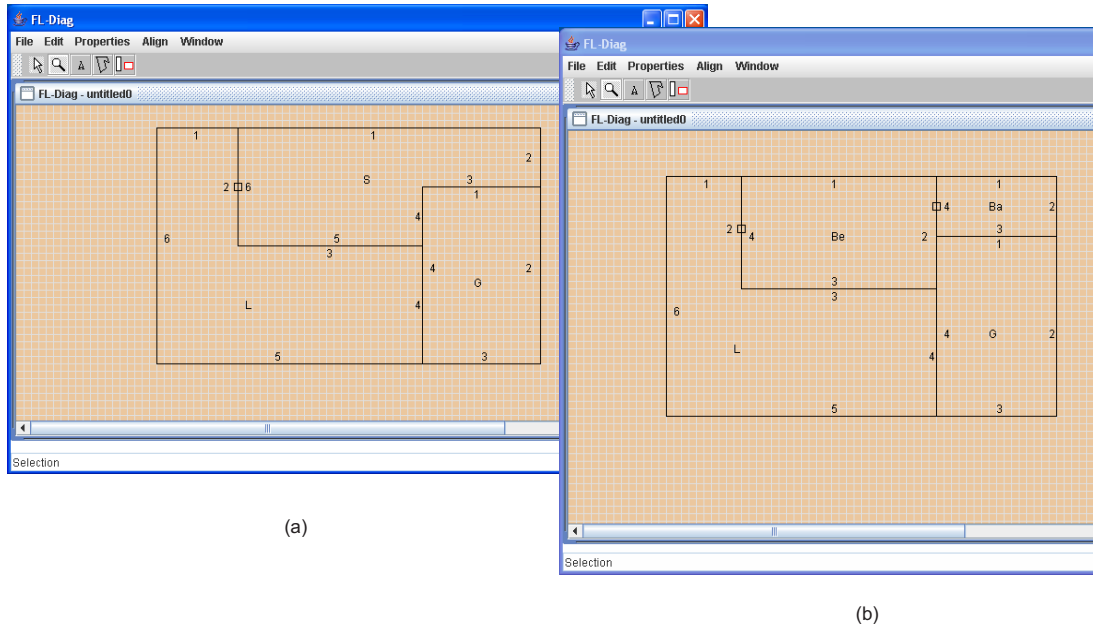 FL-Diag
File Edit Properties Align Window
A
FL-Diag - untitled0
1 1
2
S 3
2 6 1
4
6 5
3 4 2
G
L 4
5 3
Selection
(a)
FL-Diag
File Edit Properties Align Window
A
FL-Diag - untitled0
1 1 1
4 Ba 2
2 4 Be 2 3
1
3
3
6
4 G 2
L 4
5 3
Selection
(b)